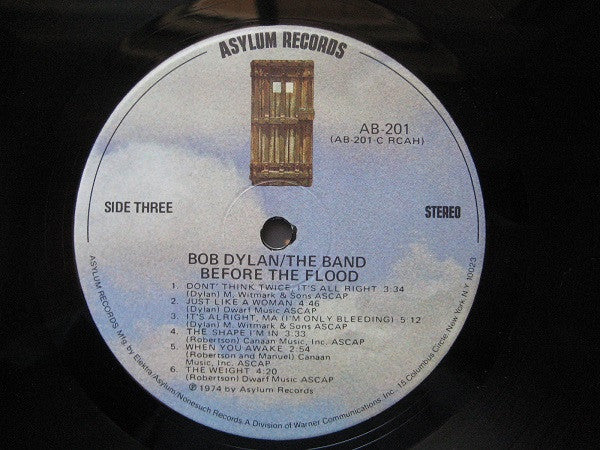 ASYLUM RECORDS
AB-201
(AB-201-C RCAH)
SIDE THREE
STEREO
BOB DYLAN/THE BAND
BEFORE THE FLOOD
1. DONT' THINK TWICE, IT'S ALL RIGHT 3:34
(Dylan) M. Witmark & Sons ASCAP
2. JUST LIKE A WOMAN 4:46
(Dylan) Dwarf Music ASCAP
3. IT'S ALRIGHT, MA (I'M ONLY BLEEDING) 5:12
(Dylan) M. Witmark & Sons ASCAP
4. THE SHAPE I'M IN 3:33
(Robertson) Canaan Music, Inc. ASCAP
5. WHEN YOU AWAKE 2:54
(Robertson and Manuel) Canaan
Music, Inc. ASCAP
6. THE WEIGHT 4:20
(Robertson) Dwarf Music ASCAP
℗ 1974 by Asylum Records
ASYLUM RECORDS Mfg. by Elektra/Asylum/Nonesuch Records A Division of Warner Communications Inc. 15 Columbus Circle, New York, N.Y. 10023